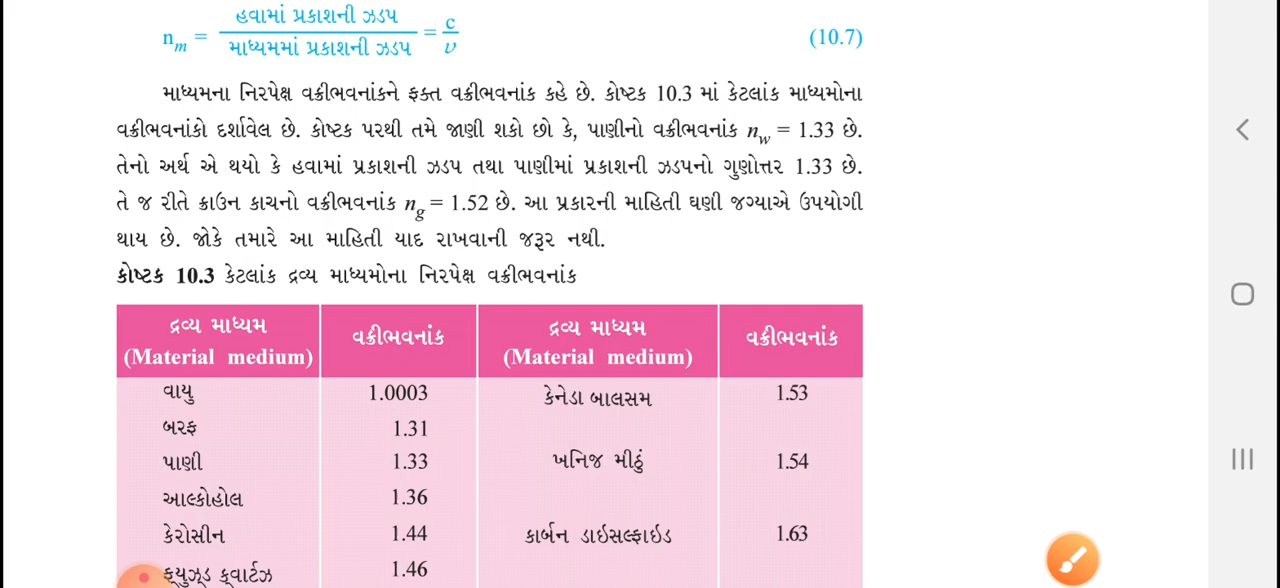 n_m = હવામાં પ્રકાશની ઝડપ / માધ્યમમાં પ્રકાશની ઝડપ = c / ν (10.7)
માધ્યમના નિરપેક્ષ વક્રીભવનાંકને ફક્ત વક્રીભવનાંક કહે છે. કોષ્ટક 10.3 માં કેટલાંક માધ્યમોના
વક્રીભવનાંકો દર્શાવેલ છે. કોષ્ટક પરથી તમે જાણી શકો છો કે, પાણીનો વક્રીભવનાંક n_w = 1.33 છે.
તેનો અર્થ એ થયો કે હવામાં પ્રકાશની ઝડપ તથા પાણીમાં પ્રકાશની ઝડપનો ગુણોત્તર 1.33 છે.
તે જ રીતે ક્રાઉન કાચનો વક્રીભવનાંક n_g = 1.52 છે. આ પ્રકારની માહિતી ઘણી જગ્યાએ ઉપયોગી
થાય છે. જોકે તમારે આ માહિતી યાદ રાખવાની જરૂર નથી.
કોષ્ટક 10.3 કેટલાંક દ્રવ્ય માધ્યમોના નિરપેક્ષ વક્રીભવનાંક
દ્રવ્ય માધ્યમ (Material medium) વક્રીભવનાંક દ્રવ્ય માધ્યમ (Material medium) વક્રીભવનાંક
વાયુ 1.0003 કેનેડા બાલસમ 1.53
બરફ 1.31
પાણી 1.33 ખનિજ મીઠું 1.54
આલ્કોહોલ 1.36
કેરોસીન 1.44 કાર્બન ડાઇસલ્ફાઇડ 1.63
ફ્યુઝ્ડ ક્વાર્ટઝ 1.46